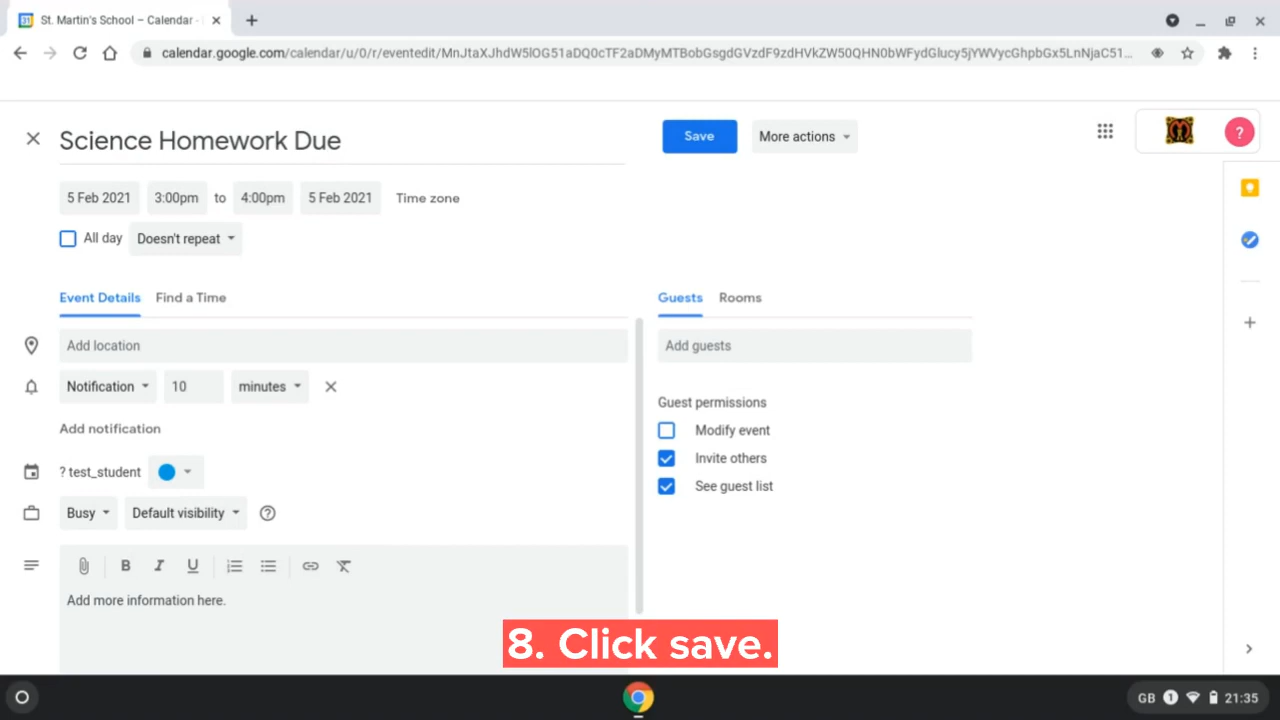 St. Martin's School – Calendar -
calendar.google.com/calendar/u/0/r/eventedit/MnJtaXJhdW5lOG51aDQ0cTF2aDMyMTBobGsgdGVzdF9zdHVkZW50QHN0bWFydGlucy5jYWVycGhpbGx5LnNjaC51...
Science Homework Due
Save
More actions
?
5 Feb 2021 3:00pm to 4:00pm 5 Feb 2021 Time zone
All day Doesn't repeat
Event Details Find a Time
Guests Rooms
Add location
Add guests
Notification 10 minutes
Guest permissions
Add notification
Modify event
Invite others
? test_student
See guest list
Busy Default visibility ?
B I U
Add more information here.
8. Click save.
GB 1 21:35